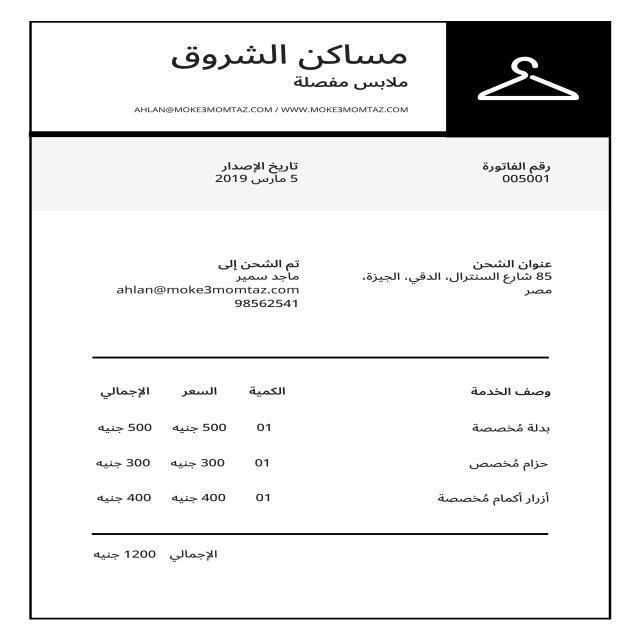 مساكن الشروق
ملابس مفصلة
AHLAN@MOKE3MOMTAZ.COM / WWW.MOKE3MOMTAZ.COM
رقم الفاتورة
005001
تاريخ الإصدار
5 مارس 2019
عنوان الشحن
85 شارع السنترال، الدقي، الجيزة،
مصر
تم الشحن إلى
ماجد سمير
ahlan@moke3momtaz.com
98562541
وصف الخدمة الكمية السعر الإجمالي
بدلة مُخصصة 01 500 جنيه 500 جنيه
حزام مُخصص 01 300 جنيه 300 جنيه
أزرار أكمام مُخصصة 01 400 جنيه 400 جنيه
الإجمالي 1200 جنيه